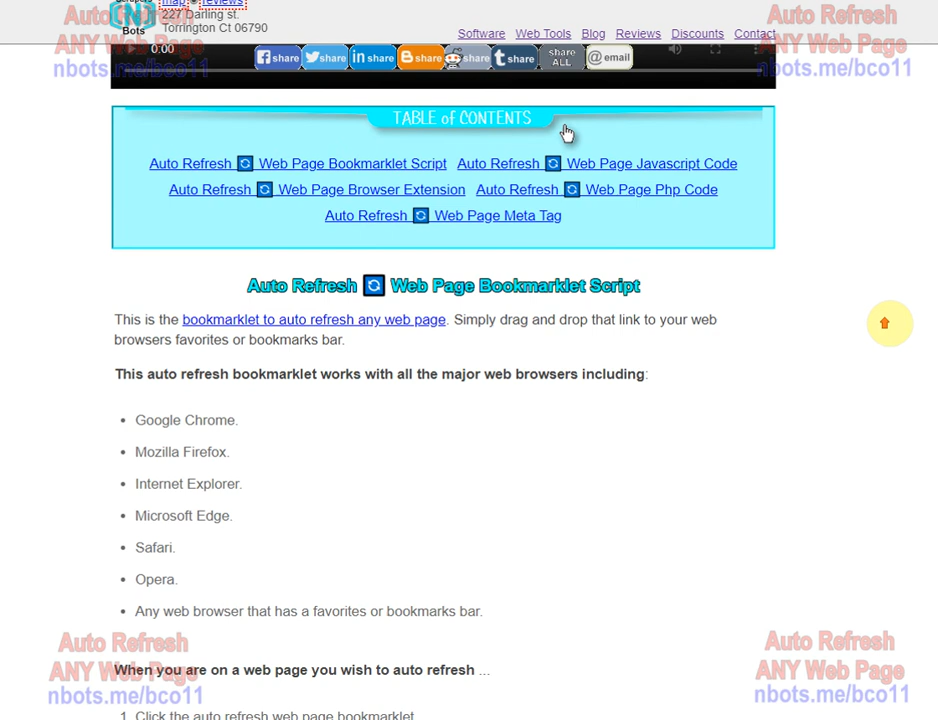 Scrapers
Bots
map reviews
227 Darling st.
Torrington Ct 06790
Software Web Tools Blog Reviews Discounts Contact
Auto Refresh
ANY Web Page
nbots.me/bco11
Auto Refresh
ANY Web Page
nbots.me/bco11
0:00
share share share share share share share ALL @email
TABLE of CONTENTS
Auto Refresh 🔄 Web Page Bookmarklet Script Auto Refresh 🔄 Web Page Javascript Code
Auto Refresh 🔄 Web Page Browser Extension Auto Refresh 🔄 Web Page Php Code
Auto Refresh 🔄 Web Page Meta Tag
Auto Refresh 🔄 Web Page Bookmarklet Script
This is the bookmarklet to auto refresh any web page. Simply drag and drop that link to your web
browsers favorites or bookmarks bar.
This auto refresh bookmarklet works with all the major web browsers including:
• Google Chrome.
• Mozilla Firefox.
• Internet Explorer.
• Microsoft Edge.
• Safari.
• Opera.
• Any web browser that has a favorites or bookmarks bar.
When you are on a web page you wish to auto refresh ...
1. Click the auto refresh web page bookmarklet
Auto Refresh
ANY Web Page
nbots.me/bco11
Auto Refresh
ANY Web Page
nbots.me/bco11